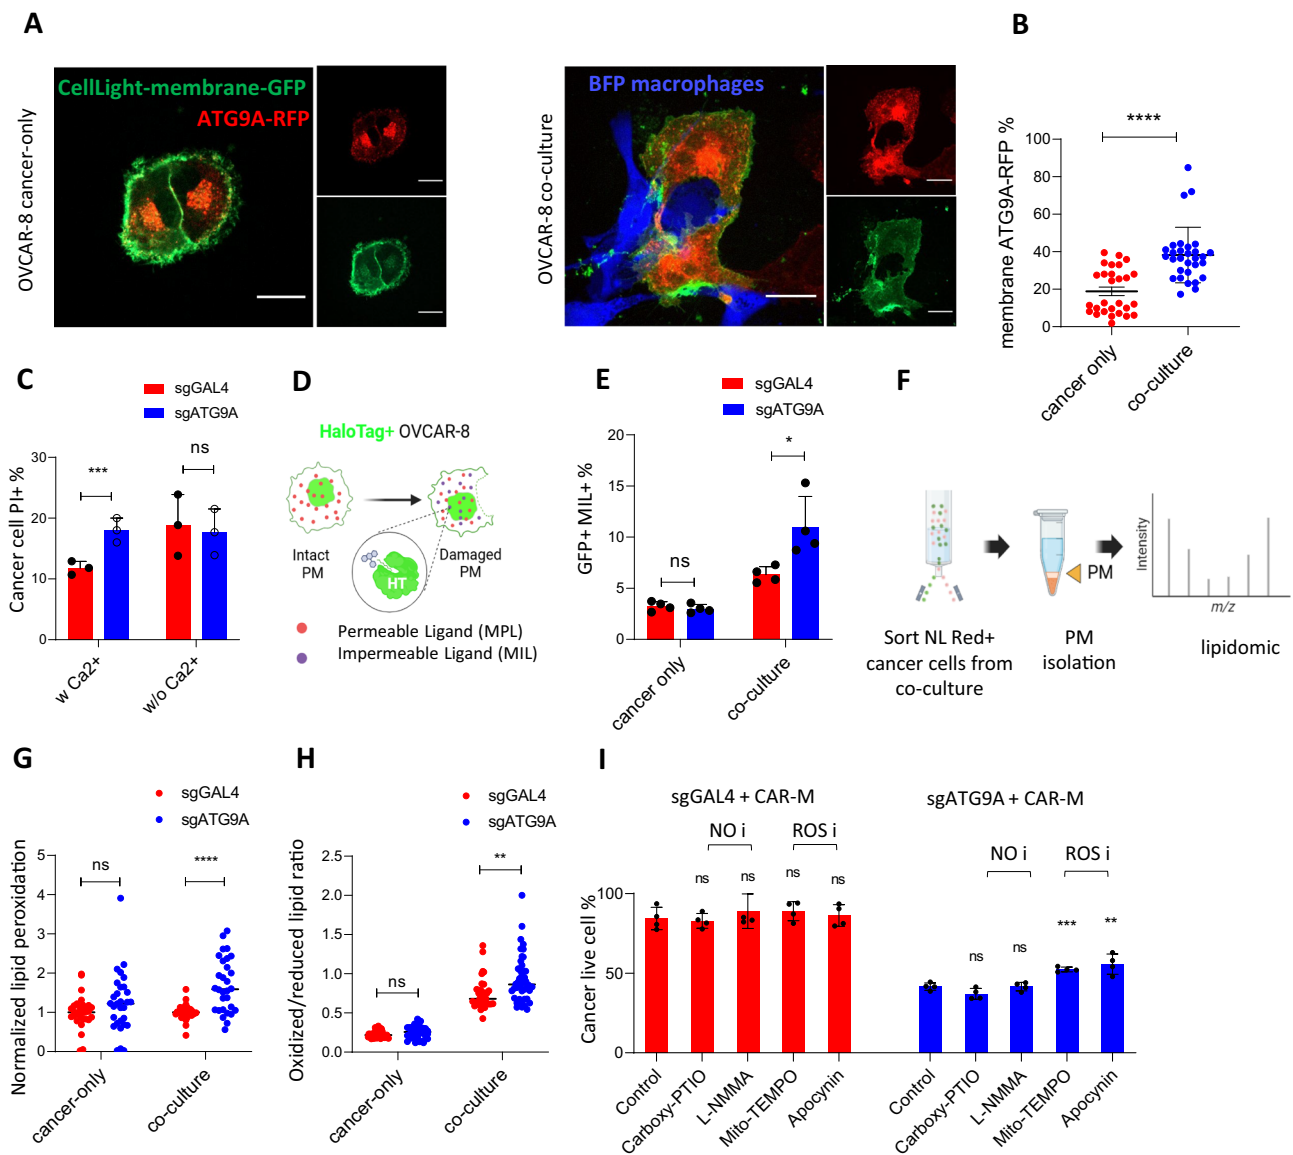 A
OVCAR-8 cancer-only
CellLight-membrane-GFP
ATG9A-RFP
OVCAR-8 co-culture
BFP macrophages
B
membrane ATG9A-RFP %
100
80
60
40
20
0
****
cancer only
co-culture
C
sgGAL4
sgATG9A
Cancer cell PI+ %
30
20
10
0
***
ns
w Ca2+
w/o Ca2+
D
HaloTag+ OVCAR-8
Intact
PM
Damaged
PM
HT
Permeable Ligand (MPL)
Impermeable Ligand (MIL)
E
sgGAL4
sgATG9A
GFP+ MIL+ %
20
15
10
5
0
ns
*
cancer only
co-culture
F
Sort NL Red+
cancer cells from
co-culture
PM
PM
isolation
Intensity
m/z
lipidomic
G
sgGAL4
sgATG9A
Normalized lipid peroxidation
5
4
3
2
1
0
ns
****
cancer-only
co-culture
H
sgGAL4
sgATG9A
Oxidized/reduced lipid ratio
2.5
2.0
1.5
1.0
0.5
0.0
ns
**
cancer-only
co-culture
I
sgGAL4 + CAR-M
sgATG9A + CAR-M
NO i
ROS i
NO i
ROS i
Cancer live cell %
100
50
0
ns
ns
ns
ns
ns
ns
***
**
Control
Carboxy-PTIO
L-NMMA
Mito-TEMPO
Apocynin
Control
Carboxy-PTIO
L-NMMA
Mito-TEMPO
Apocynin